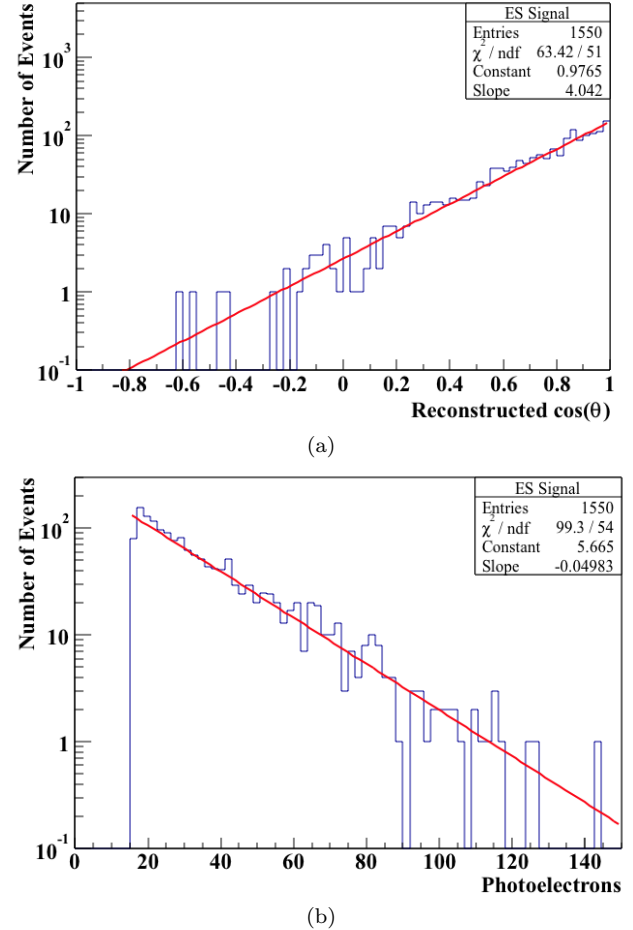 ES Signal
Entries 1550
χ² / ndf 63.42 / 51
Constant 0.9765
Slope 4.042
Number of Events
10³
10²
10
1
10⁻¹
-1 -0.8 -0.6 -0.4 -0.2 0 0.2 0.4 0.6 0.8 1
Reconstructed cos(θ)
(a)
ES Signal
Entries 1550
χ² / ndf 99.3 / 54
Constant 5.665
Slope -0.04983
Number of Events
10²
10
1
10⁻¹
0 20 40 60 80 100 120 140
Photoelectrons
(b)